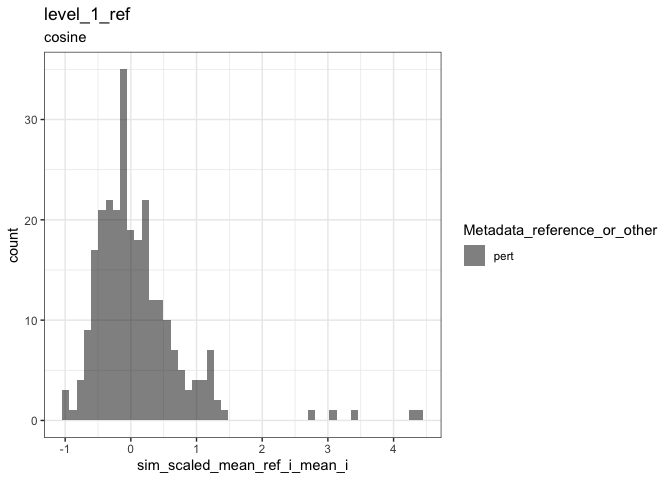 level_1_ref
cosine
30
20
10
0
count
-1
0
1
2
3
4
sim_scaled_mean_ref_i_mean_i
Metadata_reference_or_other
pert